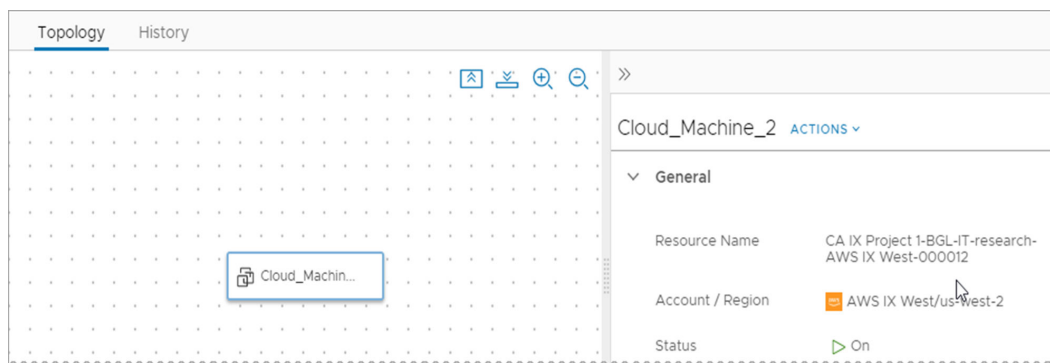 Topology History
Cloud_Machine_2 ACTIONS
General
Resource Name CA IX Project 1-BGL-IT-research-
AWS IX West-000012
Cloud_Machin...
Account / Region AWS IX West/us-west-2
Status On